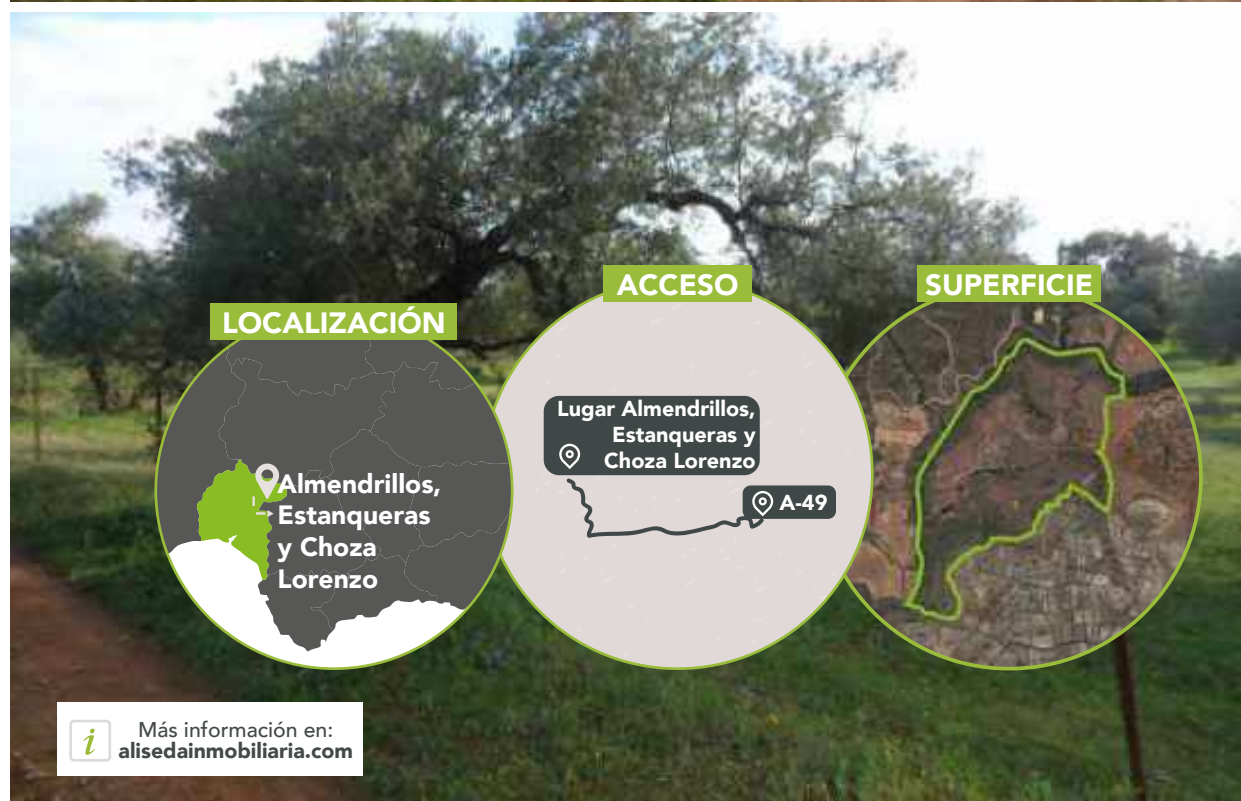 LOCALIZACIÓN
Almendrillos,
Estanqueras
y Choza
Lorenzo
ACCESO
Lugar Almendrillos,
Estanqueras y
Choza Lorenzo
A-49
SUPERFICIE
i
Más información en:
alisedainmobiliaria.com